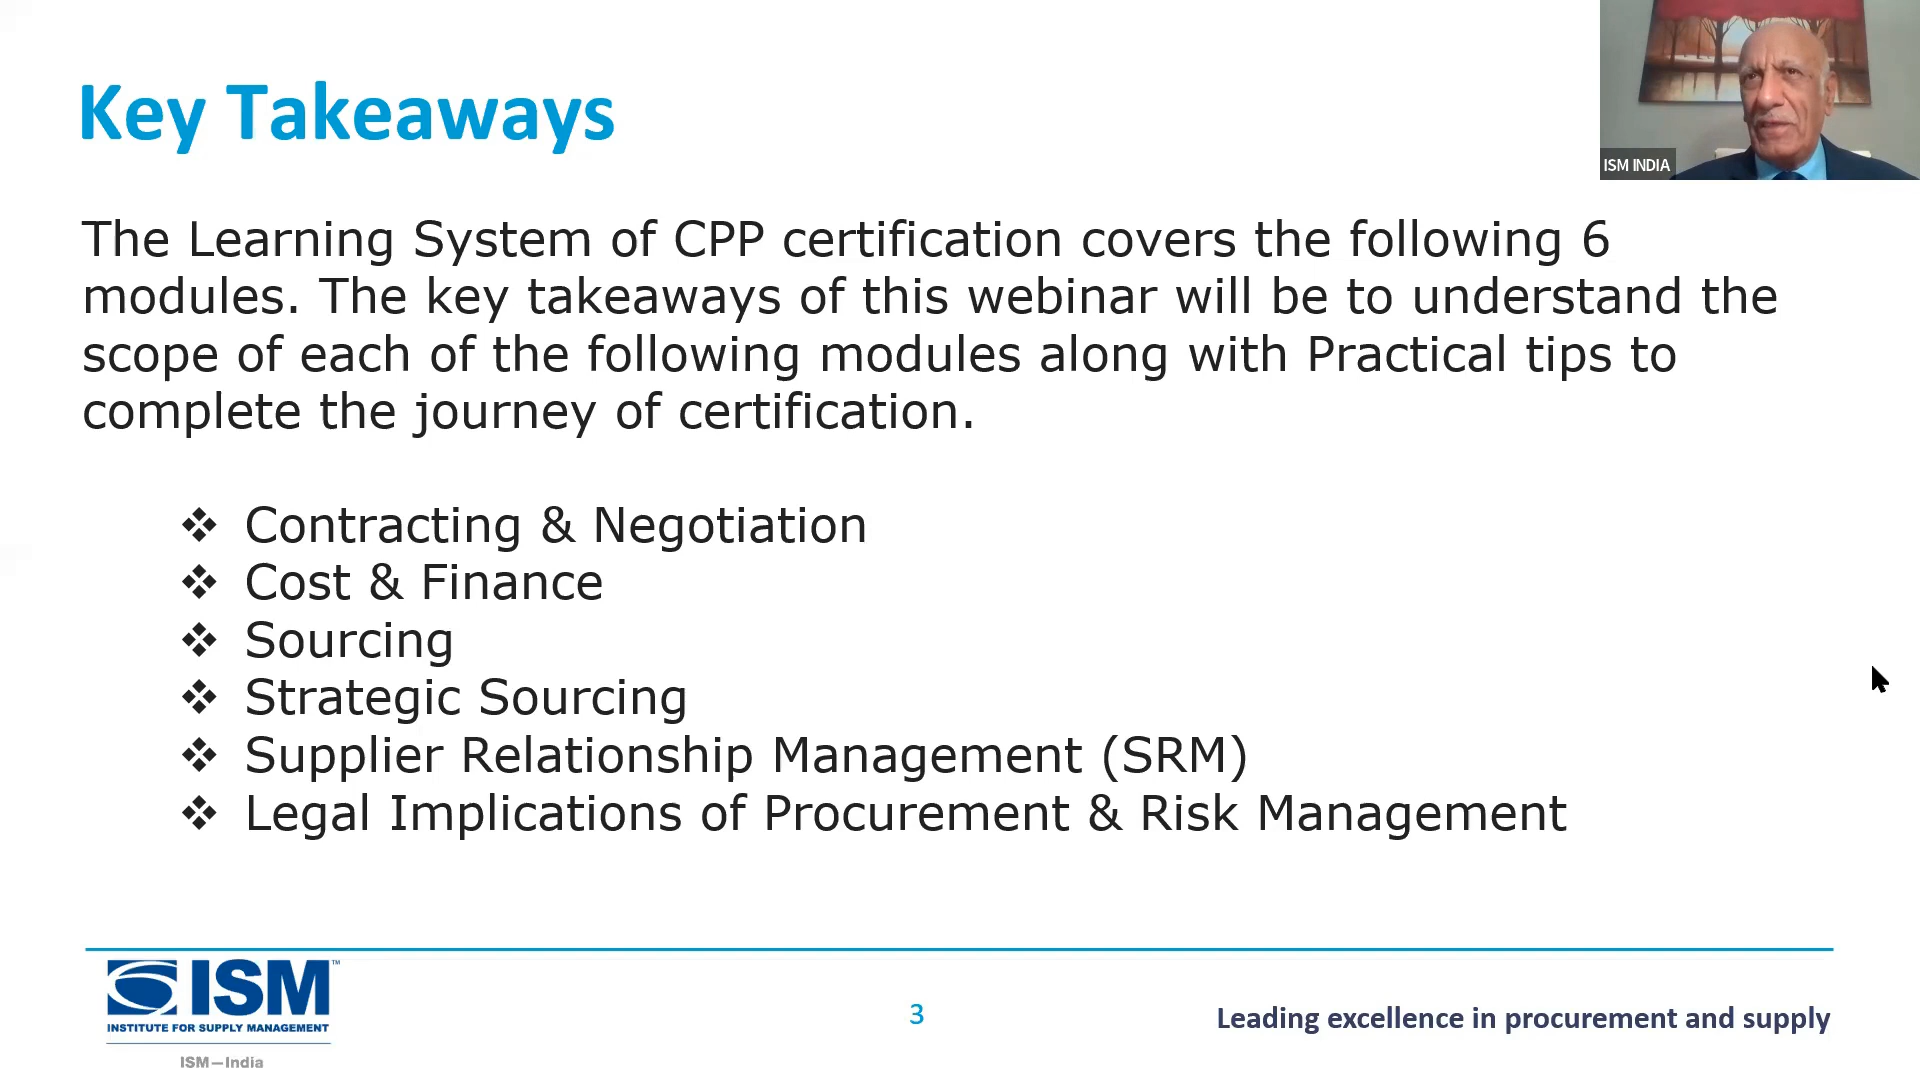 Key Takeaways
ISM INDIA
The Learning System of CPP certification covers the following 6
modules. The key takeaways of this webinar will be to understand the
scope of each of the following modules along with Practical tips to
complete the journey of certification.
❖ Contracting & Negotiation
❖ Cost & Finance
❖ Sourcing
❖ Strategic Sourcing
❖ Supplier Relationship Management (SRM)
❖ Legal Implications of Procurement & Risk Management
ISM™
INSTITUTE FOR SUPPLY MANAGEMENT
ISM—India
3
Leading excellence in procurement and supply